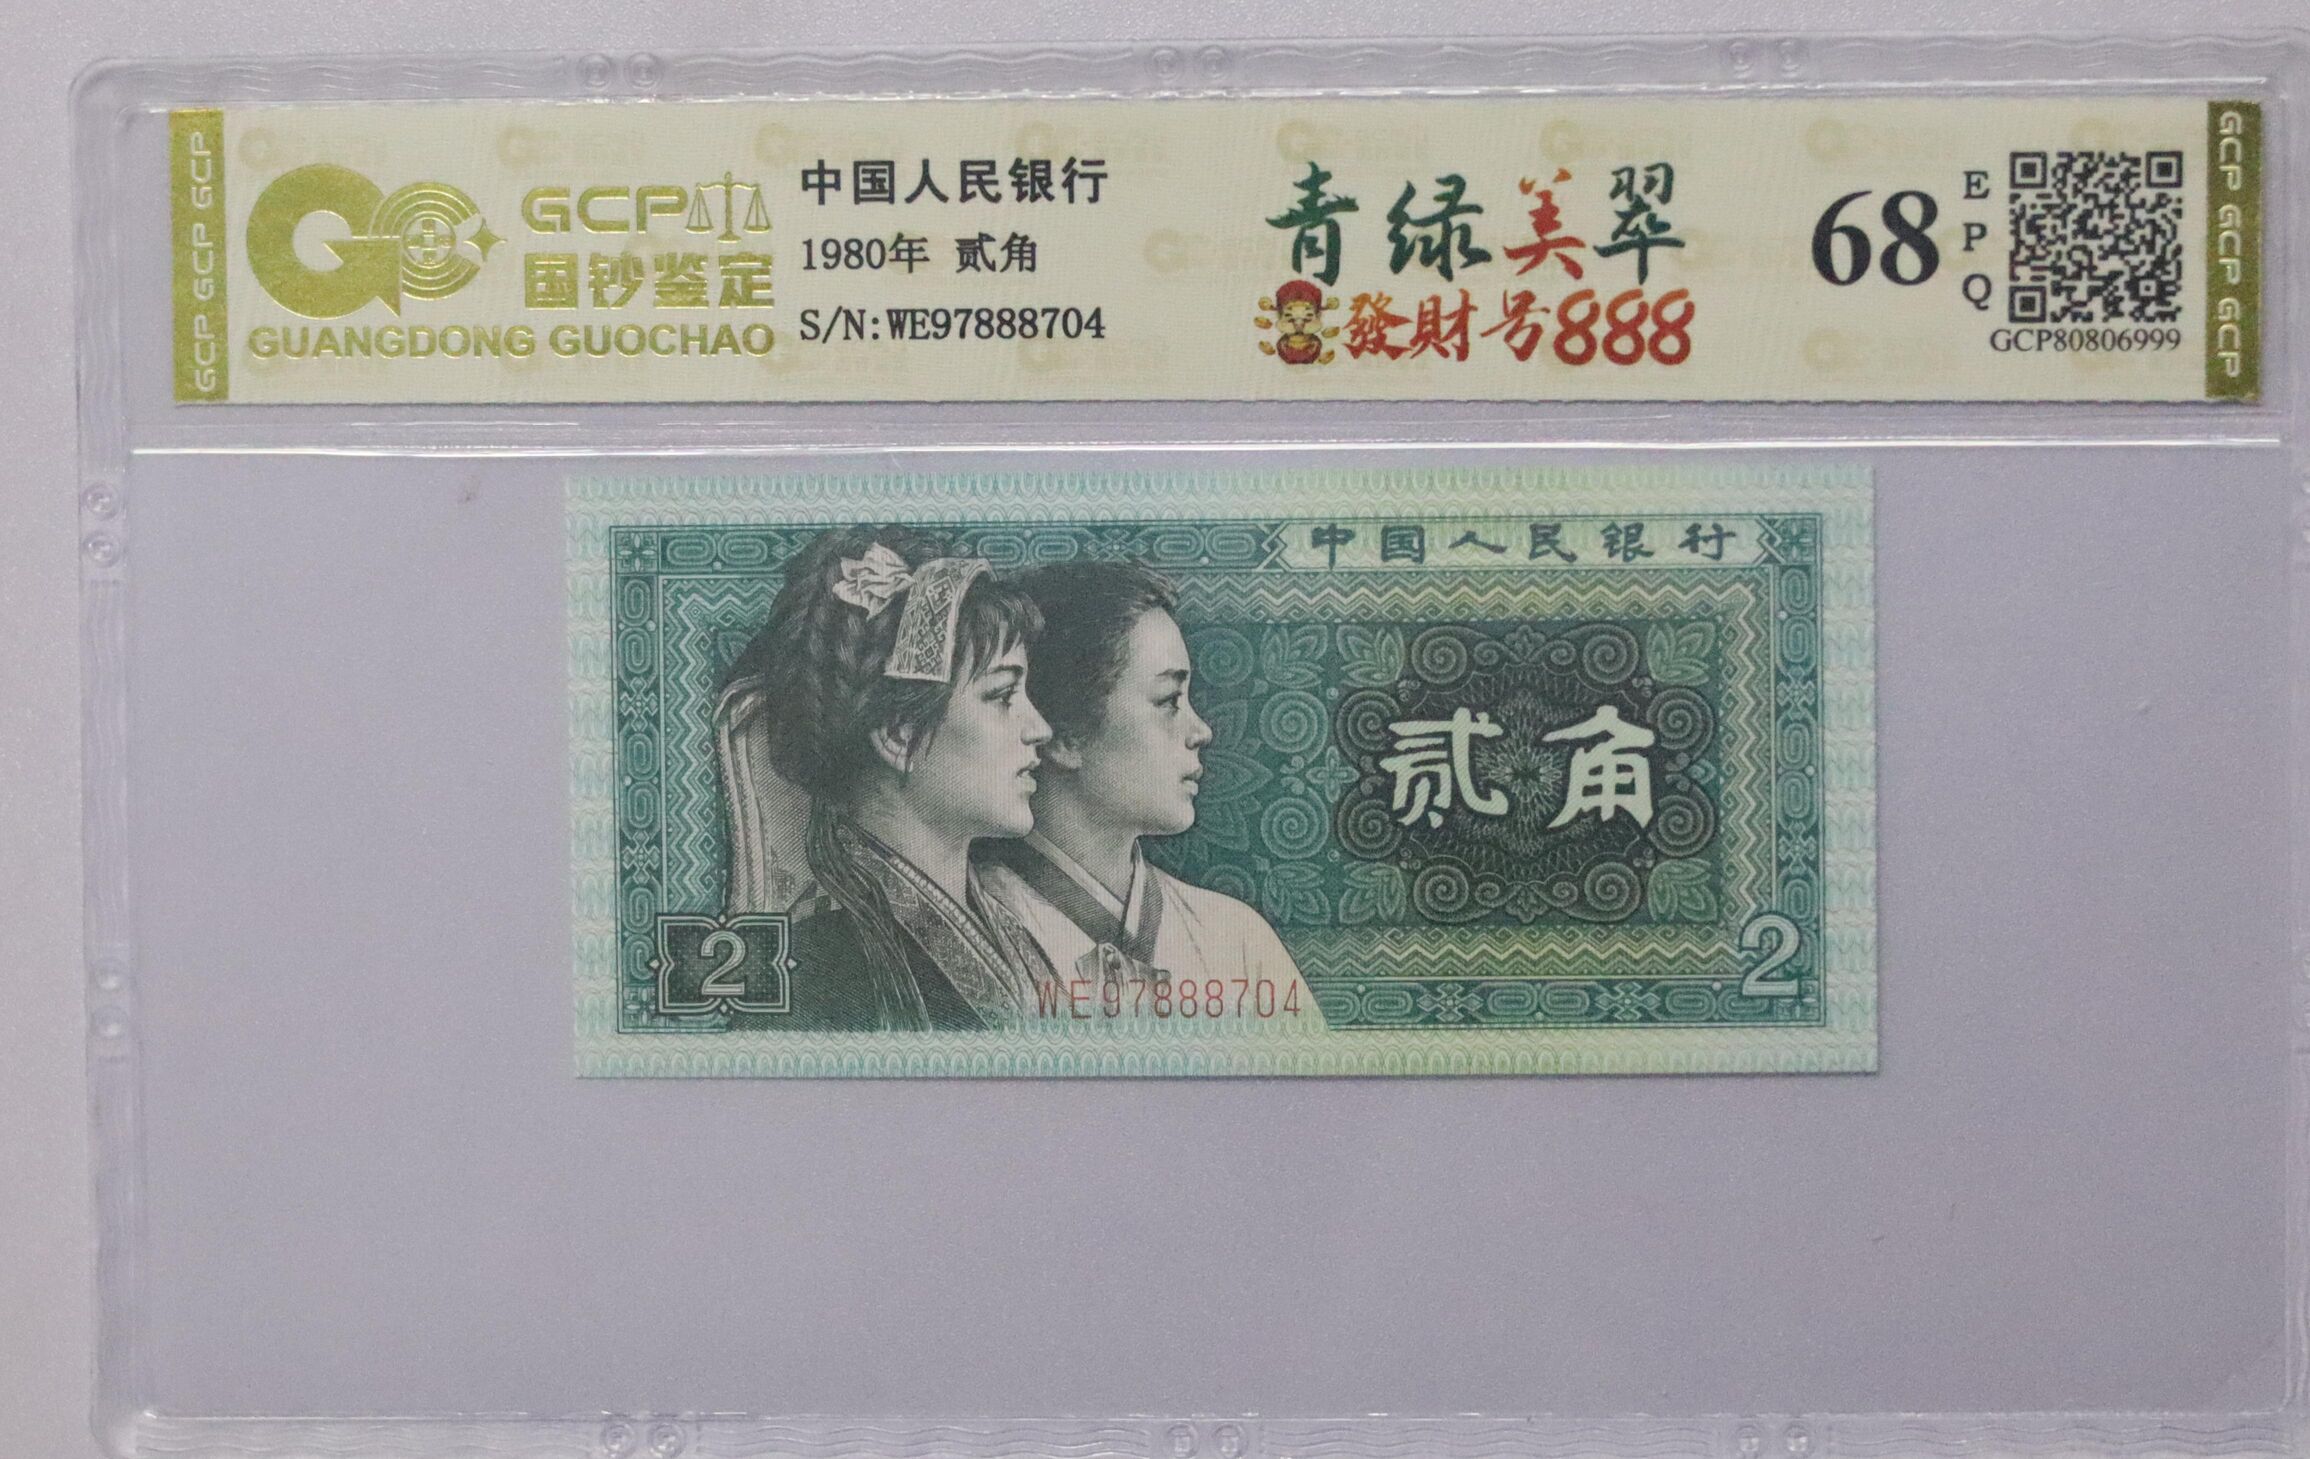 GCP GCP GCP
GCP
国钞鉴定
GUANGDONG GUOCHAO
中国人民银行
1980年 贰角
S/N:WE97888704
青绿美翠
發財号888
68
EPQ
GCP80806999
GCP GCP GCP
中国人民银行
贰角
2
WE97888704
2